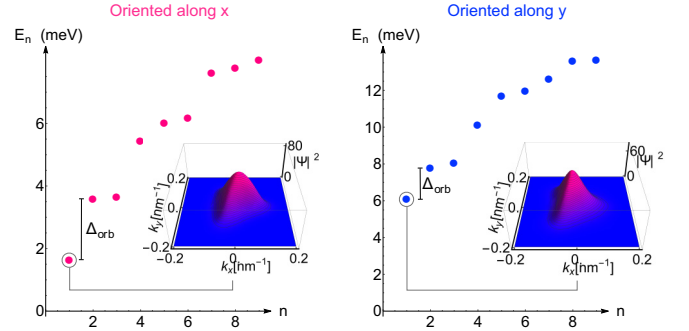 Oriented along x
E_n (meV)
6
4
2
0
2 4 6 8 n
Δ_orb
80
|Ψ|²
0
0.2
0
-0.2
k_y[nm⁻¹]
-0.2 0 0.2
k_x[hm⁻¹]
Oriented along y
E_n (meV)
12
10
8
6
4
2
0
2 4 6 8 n
Δ_orb
60
|Ψ|²
0
0.2
0
-0.2
k_y[nm⁻¹]
-0.2 0 0.2
k_x[hm⁻¹]